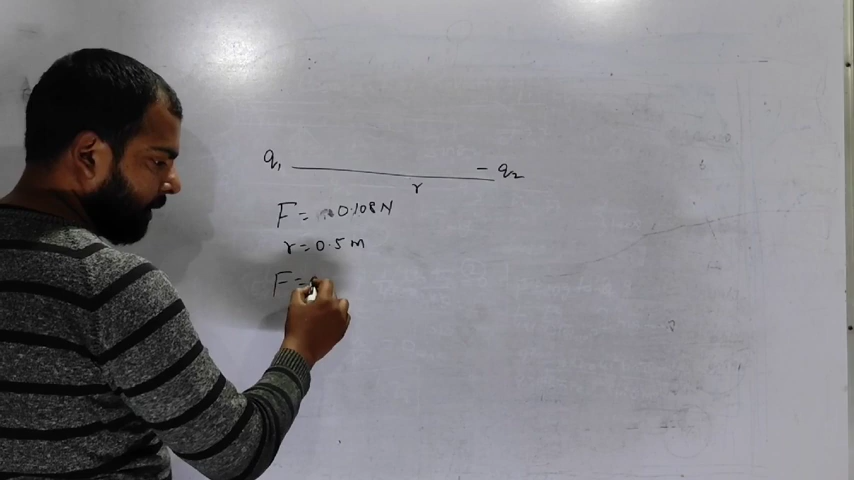 q₁ - q₂
r
F = 0.108 N
r = 0.5 m
F =